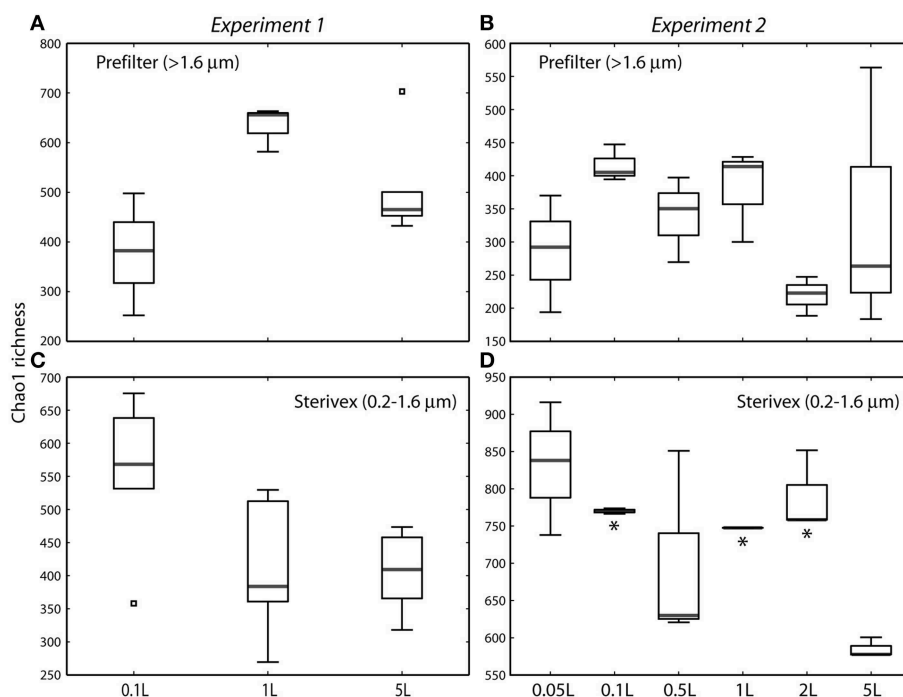 A
Experiment 1
Prefilter (>1.6 μm)
800
700
600
500
400
300
200
B
Experiment 2
Prefilter (>1.6 μm)
600
550
500
450
400
350
300
250
200
150
Chao1 richness
C
Sterivex (0.2-1.6 μm)
700
650
600
550
500
450
400
350
300
250
0.1L 1L 5L
D
Sterivex (0.2-1.6 μm)
950
900
850
800
750
700
650
600
550
* * *
0.05L 0.1L 0.5L 1L 2L 5L